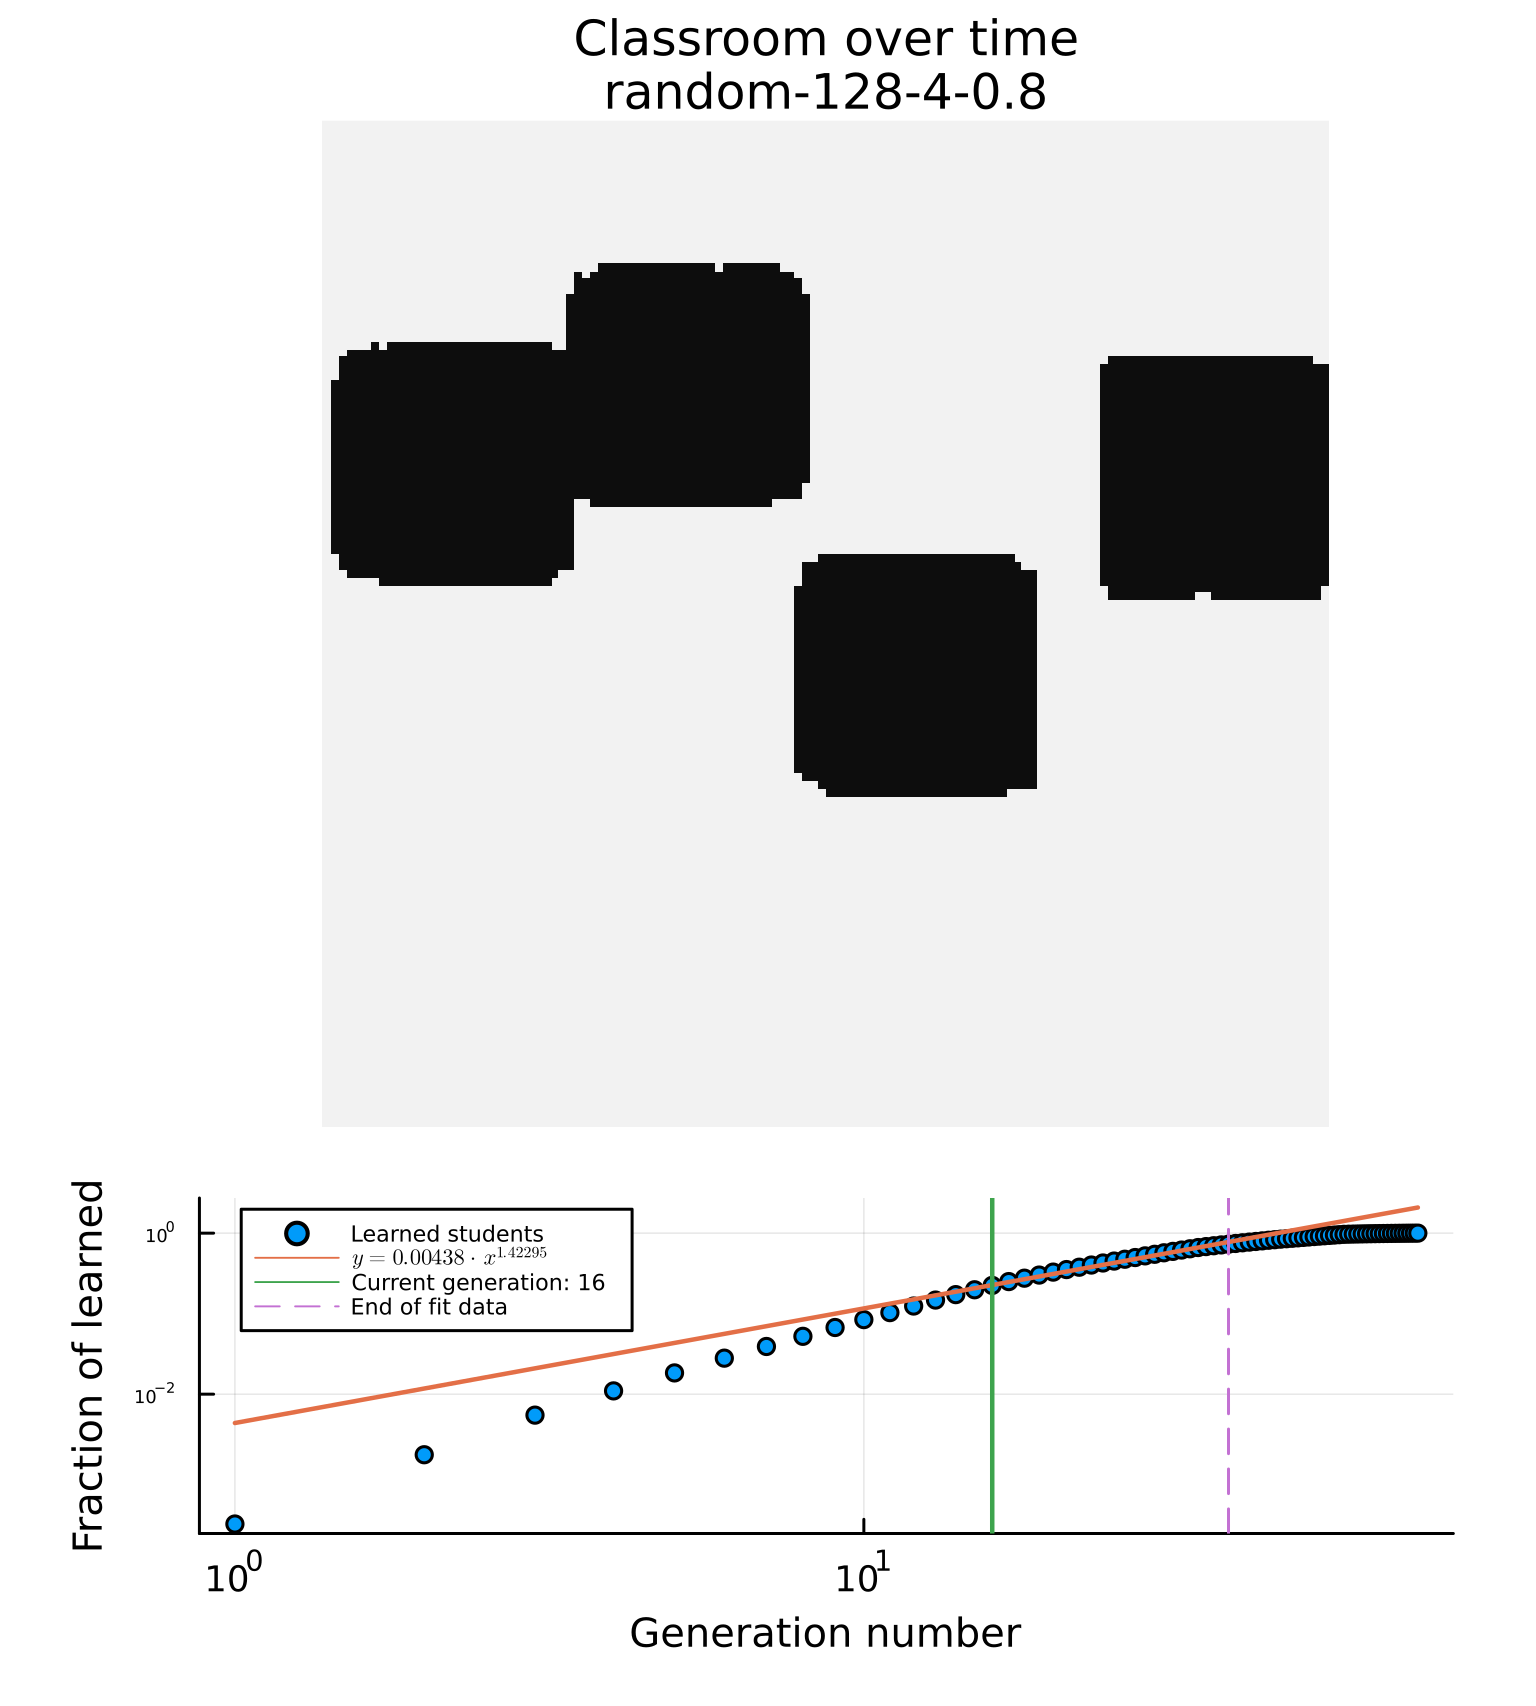 Classroom over time
random-128-4-0.8
Fraction of learned
10^0
10^−2
Learned students
y = 0.00438 · x^1.42295
Current generation: 16
End of fit data
10^0
10^1
Generation number